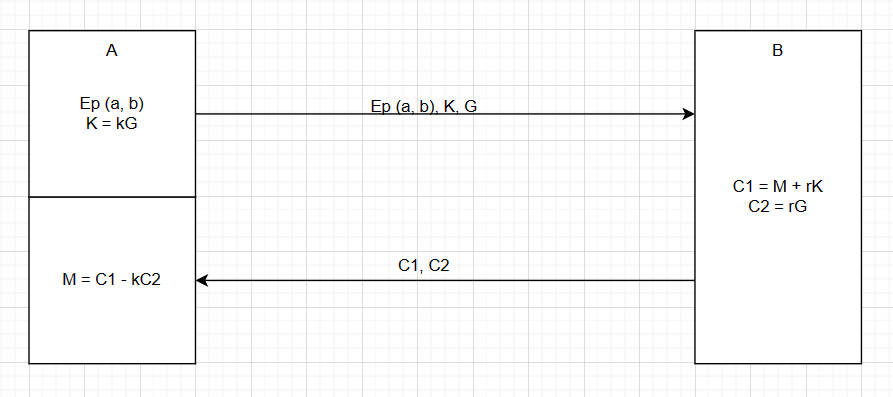 A
Ep (a, b)
K = kG
Ep (a, b), K, G
B
C1 = M + rK
C2 = rG
C1, C2
M = C1 - kC2